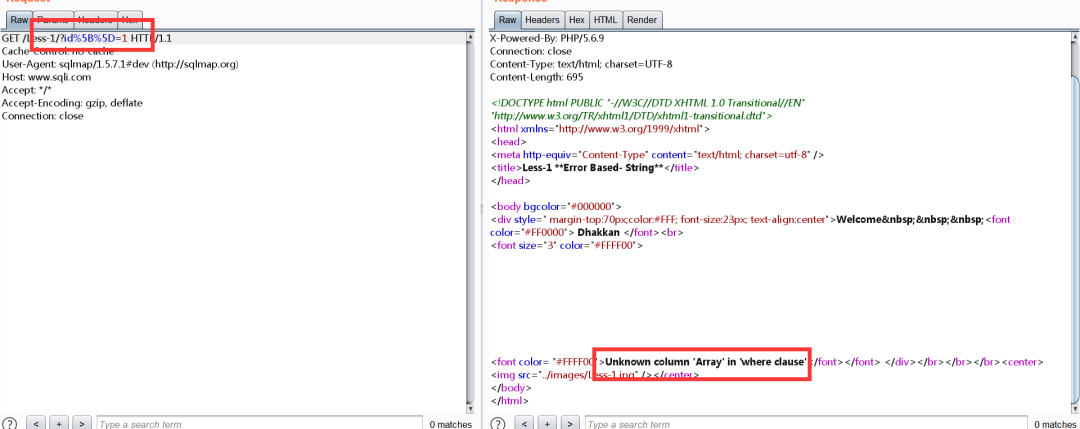 Request
Raw Params Headers Hex
GET /Less-1/?id%5B%5D=1 HTTP/1.1
Cache-Control: no-cache
User-Agent: sqlmap/1.5.7.1#dev (http://sqlmap.org)
Host: www.sqli.com
Accept: */*
Accept-Encoding: gzip, deflate
Connection: close
? < + > Type a search term 0 matches
Response
Raw Headers Hex HTML Render
X-Powered-By: PHP/5.6.9
Connection: close
Content-Type: text/html; charset=UTF-8
Content-Length: 695
<!DOCTYPE html PUBLIC "-//W3C//DTD XHTML 1.0 Transitional//EN"
"http://www.w3.org/TR/xhtml1/DTD/xhtml1-transitional.dtd">
<html xmlns="http://www.w3.org/1999/xhtml">
<head>
<meta http-equiv="Content-Type" content="text/html; charset=utf-8" />
<title>Less-1 **Error Based- String**</title>
</head>
<body bgcolor="#000000">
<div style=" margin-top:70px;color:#FFF; font-size:23px; text-align:center">Welcome&nbsp;&nbsp;&nbsp;<font
color="#FF0000"> Dhakkan </font><br>
<font size="3" color="#FFFF00">
<font color= "#FFFF00">Unknown column 'Array' in 'where clause'</font></font> </div></br></br></br><center>
<img src="../images/Less-1.jpg" /></center>
</body>
</html>
? < + > Type a search term 0 matches